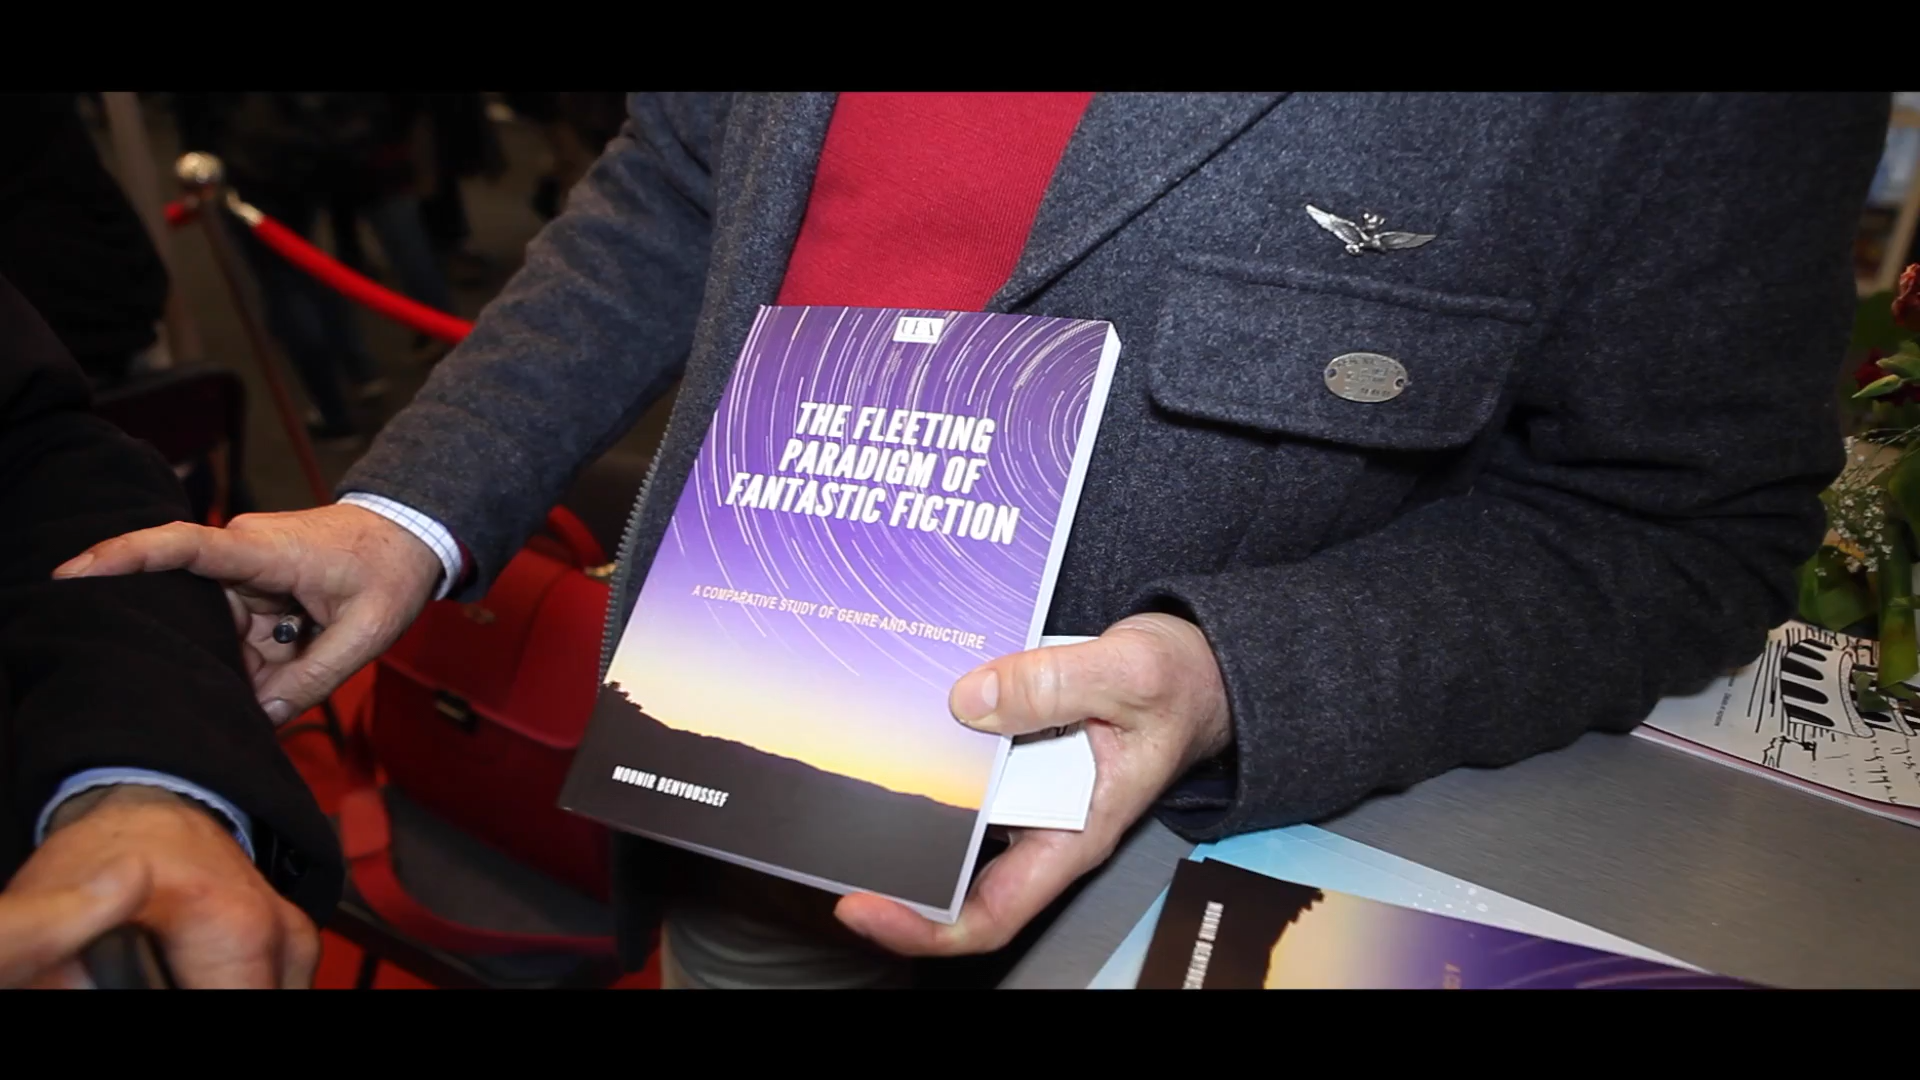 THE FLEETING
PARADIGM OF
FANTASTIC FICTION
A COMPARATIVE STUDY OF GENRE AND STRUCTURE
MOUNIR BENYOUSSEF